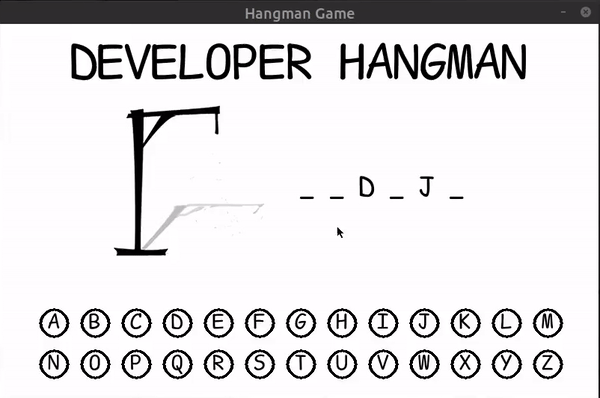 Hangman Game
DEVELOPER HANGMAN
_ _ D _ J _
A B C D E F G H I J K L M
N O P Q R S T U V W X Y Z